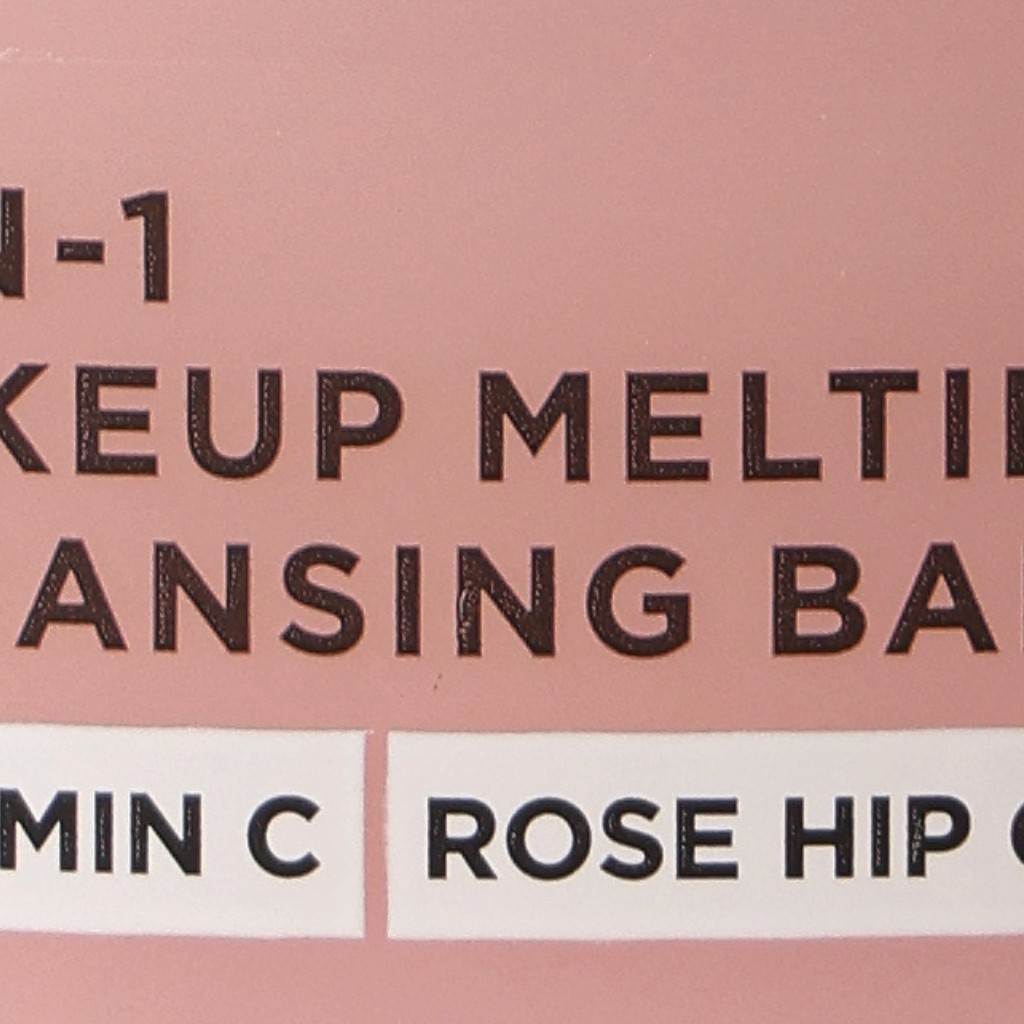 N-1
KEUP MELTI
ANSING BA
MIN C
ROSE HIP